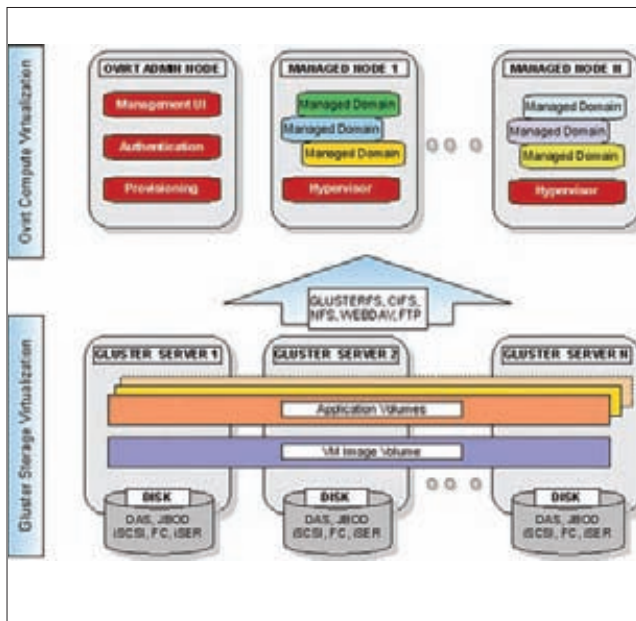 Ovirt Compute Virtualization
OVIRT ADMIN NODE
Management UI
Authentication
Provisioning
MANAGED NODE 1
Managed Domain
Managed Domain
Managed Domain
Hypervisor
MANAGED NODE N
Managed Domain
Managed Domain
Managed Domain
Hypervisor
GLUSTERFS, CIFS,
NFS, WEBDAV, FTP
Gluster Storage Virtualization
GLUSTER SERVER 1
GLUSTER SERVER 2
GLUSTER SERVER N
Application Volumes
VM Image Volume
DISK
DAS, JBOD
iSCSI, FC, iSER
DISK
DAS, JBOD
iSCSI, FC, iSER
DISK
DAS, JBOD
iSCSI, FC, iSER